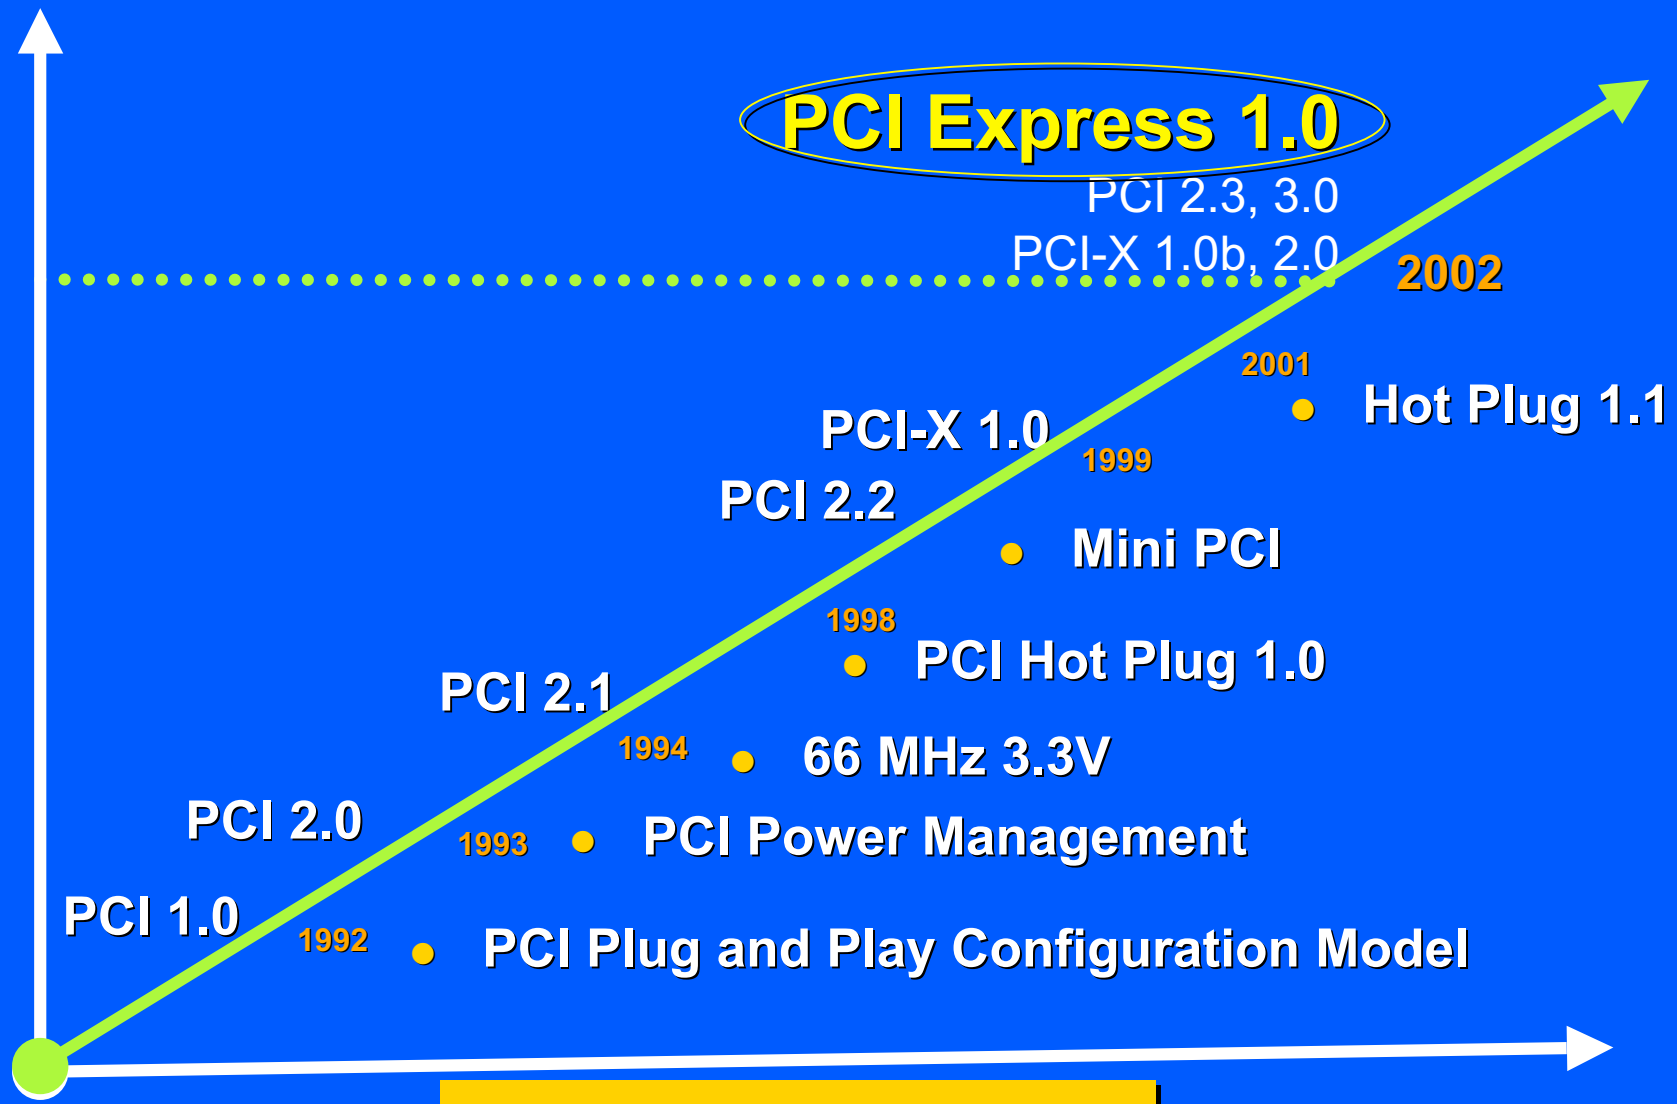 PCI Express 1.0
PCI 2.3, 3.0
PCI-X 1.0b, 2.0
2002
2001
Hot Plug 1.1
PCI-X 1.0
1999
PCI 2.2
Mini PCI
1998
PCI Hot Plug 1.0
PCI 2.1
1994
66 MHz 3.3V
PCI 2.0
1993
PCI Power Management
PCI 1.0
1992
PCI Plug and Play Configuration Model